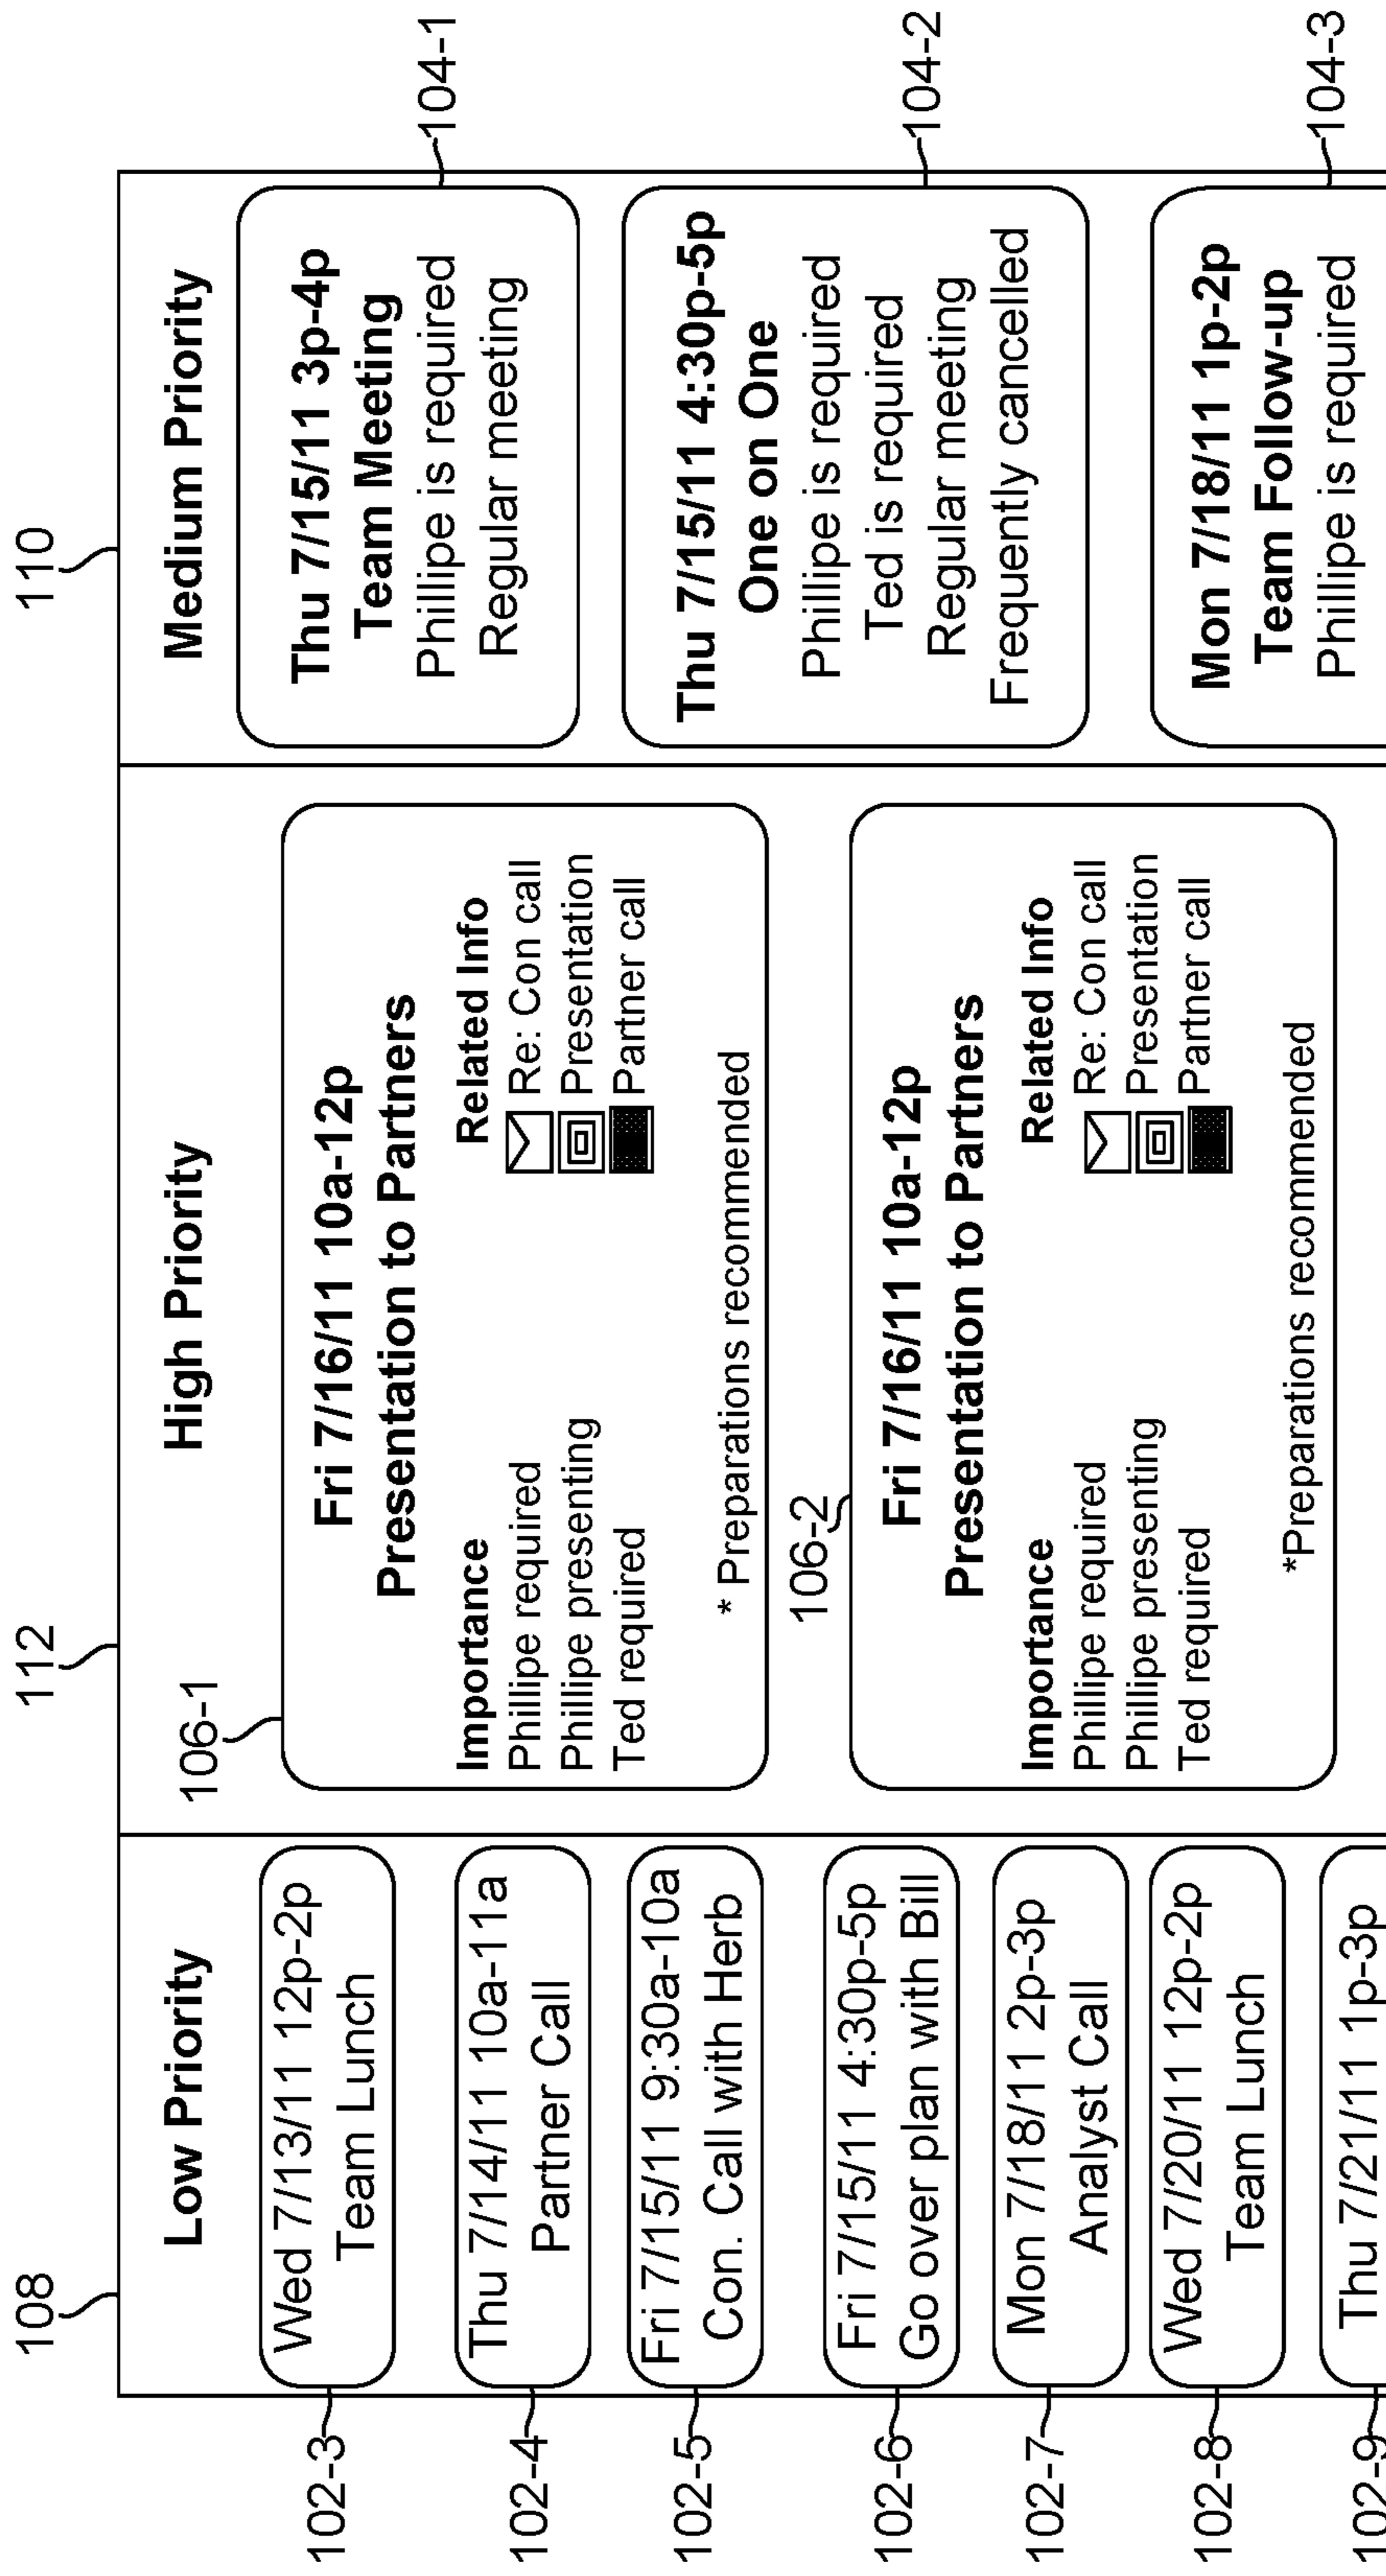 108
112
110
Low Priority
102-3
Wed 7/13/11 12p-2p
Team Lunch
102-4
Thu 7/14/11 10a-11a
Partner Call
102-5
Fri 7/15/11 9:30a-10a
Con. Call with Herb
102-6
Fri 7/15/11 4:30p-5p
Go over plan with Bill
102-7
Mon 7/18/11 2p-3p
Analyst Call
102-8
Wed 7/20/11 12p-2p
Team Lunch
102-9
Thu 7/21/11 1p-3p
High Priority
106-1
Fri 7/16/11 10a-12p
Presentation to Partners
Importance
Phillipe required
Phillipe presenting
Ted required
Related Info
Re: Con call
Presentation
Partner call
* Preparations recommended
106-2
Fri 7/16/11 10a-12p
Presentation to Partners
Importance
Phillipe required
Phillipe presenting
Ted required
Related Info
Re: Con call
Presentation
Partner call
*Preparations recommended
Medium Priority
Thu 7/15/11 3p-4p
Team Meeting
Phillipe is required
Regular meeting
104-1
Thu 7/15/11 4:30p-5p
One on One
Phillipe is required
Ted is required
Regular meeting
Frequently cancelled
104-2
Mon 7/18/11 1p-2p
Team Follow-up
Phillipe is required
104-3